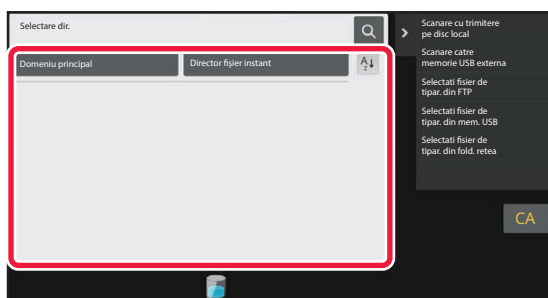 Selectare dir.
Domeniu principal
Director fișier instant
A
Z
Scanare cu trimitere
pe disc local
Scanare catre
memorie USB externa
Selectati fisier de
tipar. din FTP
Selectati fisier de
tipar. din mem. USB
Selectati fisier de
tipar. din fold. retea
CA